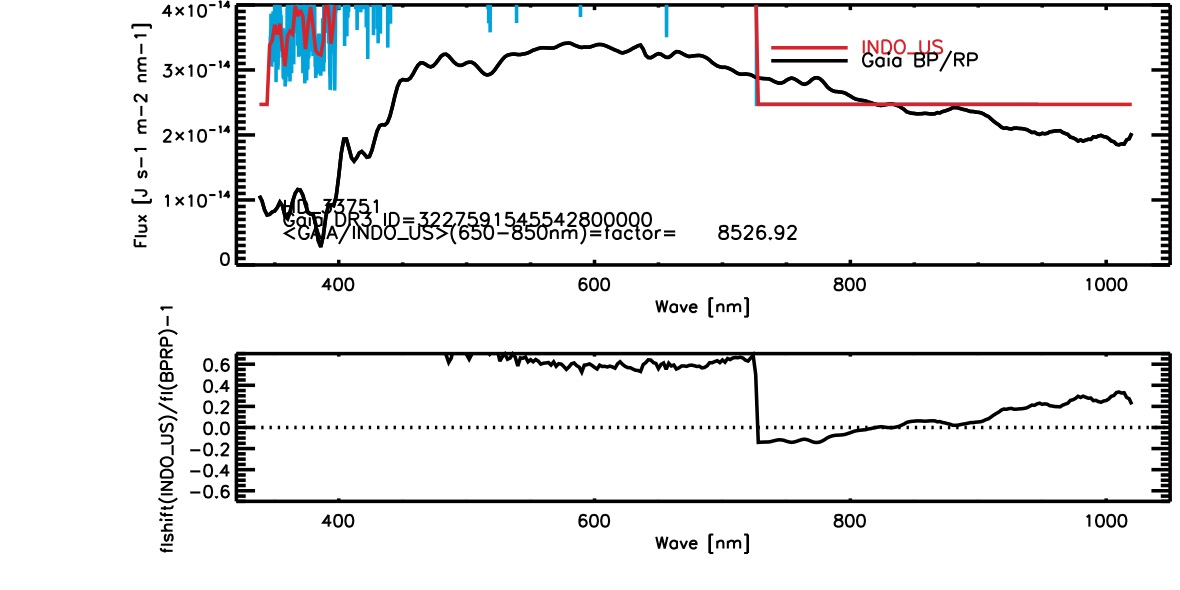 4×10⁻¹⁴
3×10⁻¹⁴
2×10⁻¹⁴
1×10⁻¹⁴
0
Flux [J s−1 m−2 nm−1]
INDO_US
Gaia BP/RP
HD_33751
Gaia DR3 ID=3227591545542800000
<GAIA/INDO_US>(650−850nm)=factor= 8526.92
400 600 800 1000
Wave [nm]
flshift(INDO_US)/fl(BPRP)−1
0.6
0.4
0.2
0.0
−0.2
−0.4
−0.6
400 600 800 1000
Wave [nm]